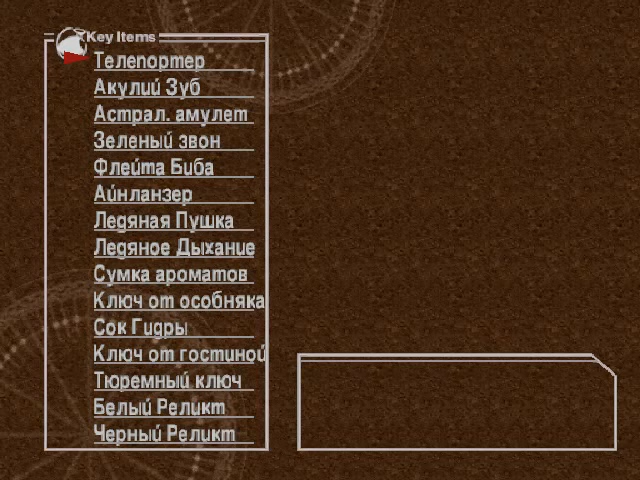 Key Items
Телепортер
Акулий Зуб
Астрал. амулет
Зеленый звон
Флейта Биба
Айнланзер
Ледяная Пушка
Ледяное Дыхание
Сумка ароматов
Ключ от особняка
Сок Гидры
Ключ от гостиной
Тюремный ключ
Белый Реликт
Черный Реликт